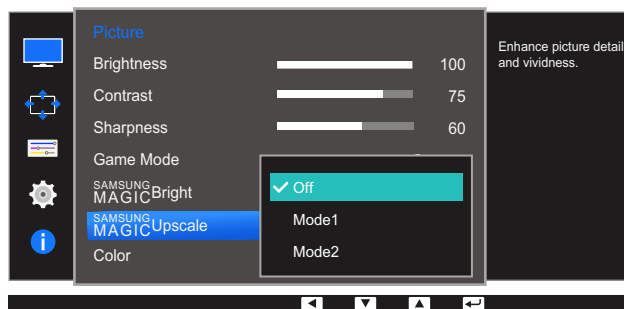 Picture
Enhance picture detail
and vividness.
Brightness 100
Contrast 75
Sharpness 60
Game Mode
SAMSUNG
MAGICBright
Off
SAMSUNG
MAGICUpscale
Mode1
Color
Mode2